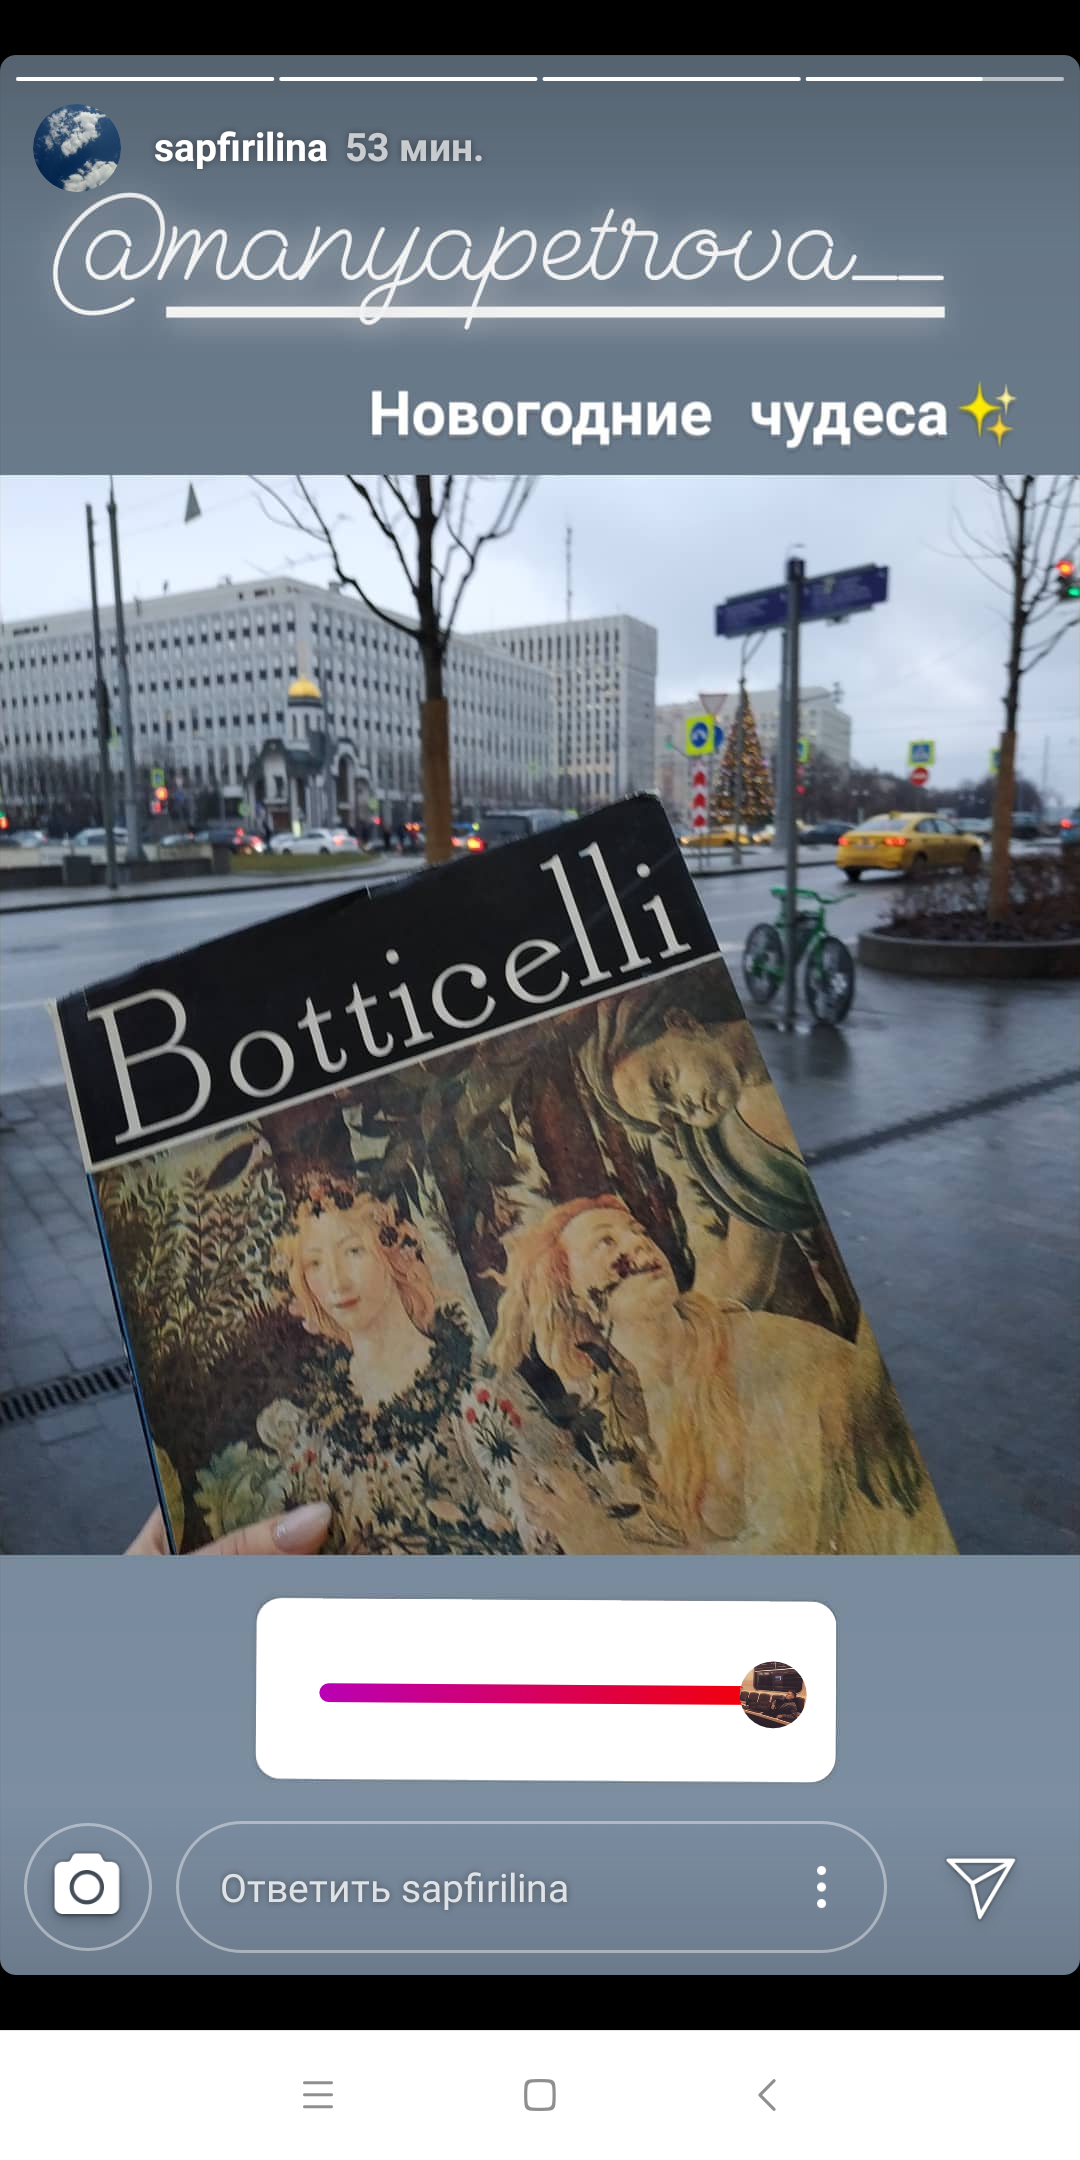 sapfirilina 53 мин.
@manyapetrova__
Новогодние чудеса✨
Botticelli
Ответить sapfirilina